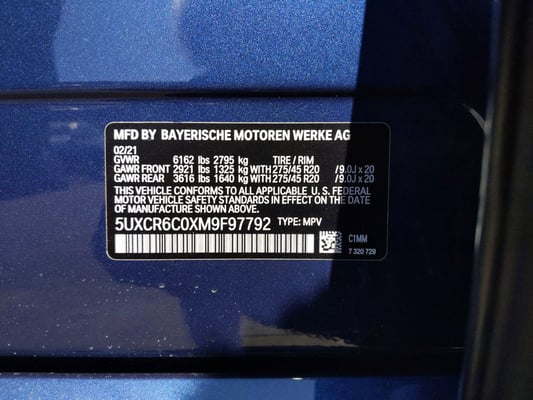 MFD BY BAYERISCHE MOTOREN WERKE AG
02/21
GVWR 6162 lbs 2795 kg TIRE / RIM
GAWR FRONT 2921 lbs 1325 kg WITH 275/45 R20 /9.0J x 20
GAWR REAR 3616 lbs 1640 kg WITH 275/45 R20 /9.0J x 20
THIS VEHICLE CONFORMS TO ALL APPLICABLE U.S. FEDERAL
MOTOR VEHICLE SAFETY STANDARDS IN EFFECT ON THE DATE
OF MANUFACTURE SHOWN ABOVE.
5UXCR6C0XM9F97792 TYPE: MPV
C1MM
7 320 729